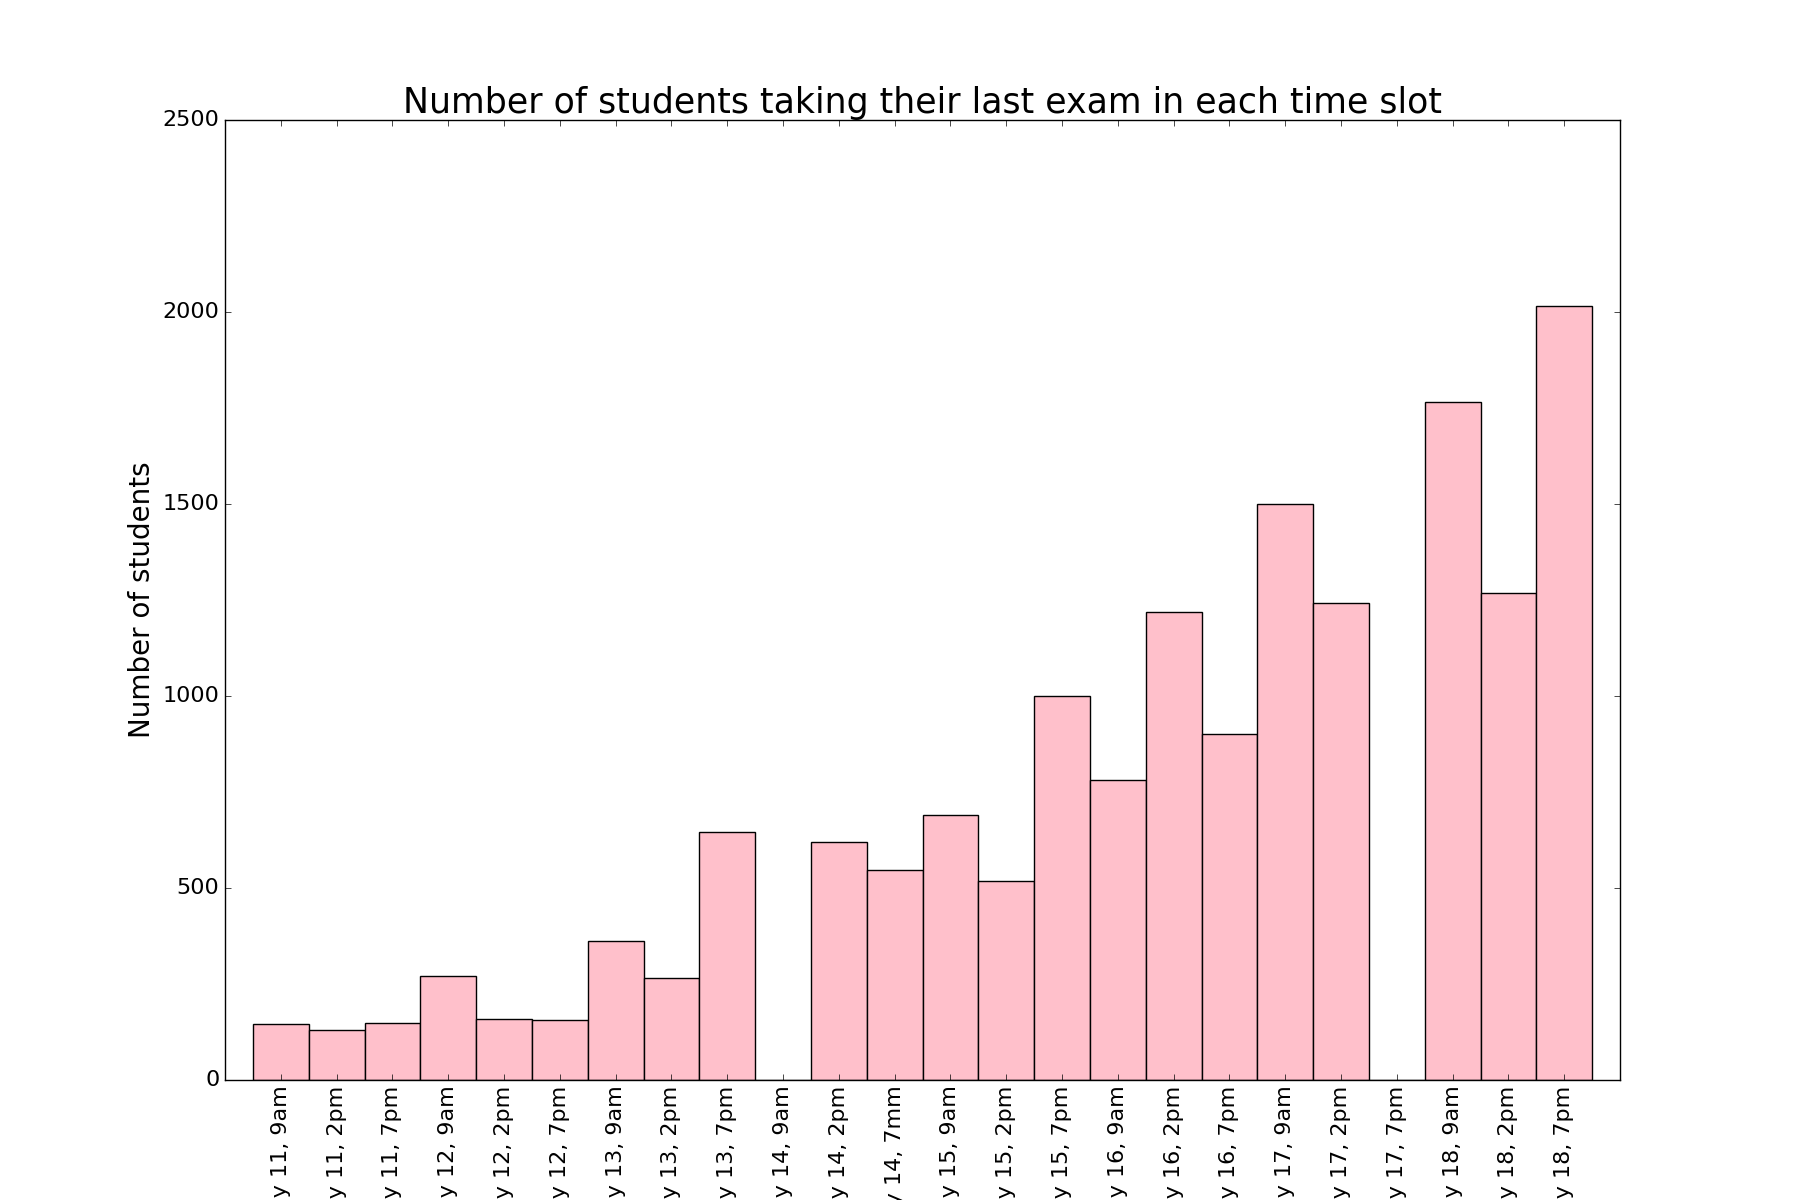 Number of students taking their last exam in each time slot
Number of students
2500
2000
1500
1000
500
0
y 11, 9am
y 11, 2pm
y 11, 7pm
y 12, 9am
y 12, 2pm
y 12, 7pm
y 13, 9am
y 13, 2pm
y 13, 7pm
y 14, 9am
y 14, 2pm
y 14, 7mm
y 15, 9am
y 15, 2pm
y 15, 7pm
y 16, 9am
y 16, 2pm
y 16, 7pm
y 17, 9am
y 17, 2pm
y 17, 7pm
y 18, 9am
y 18, 2pm
y 18, 7pm